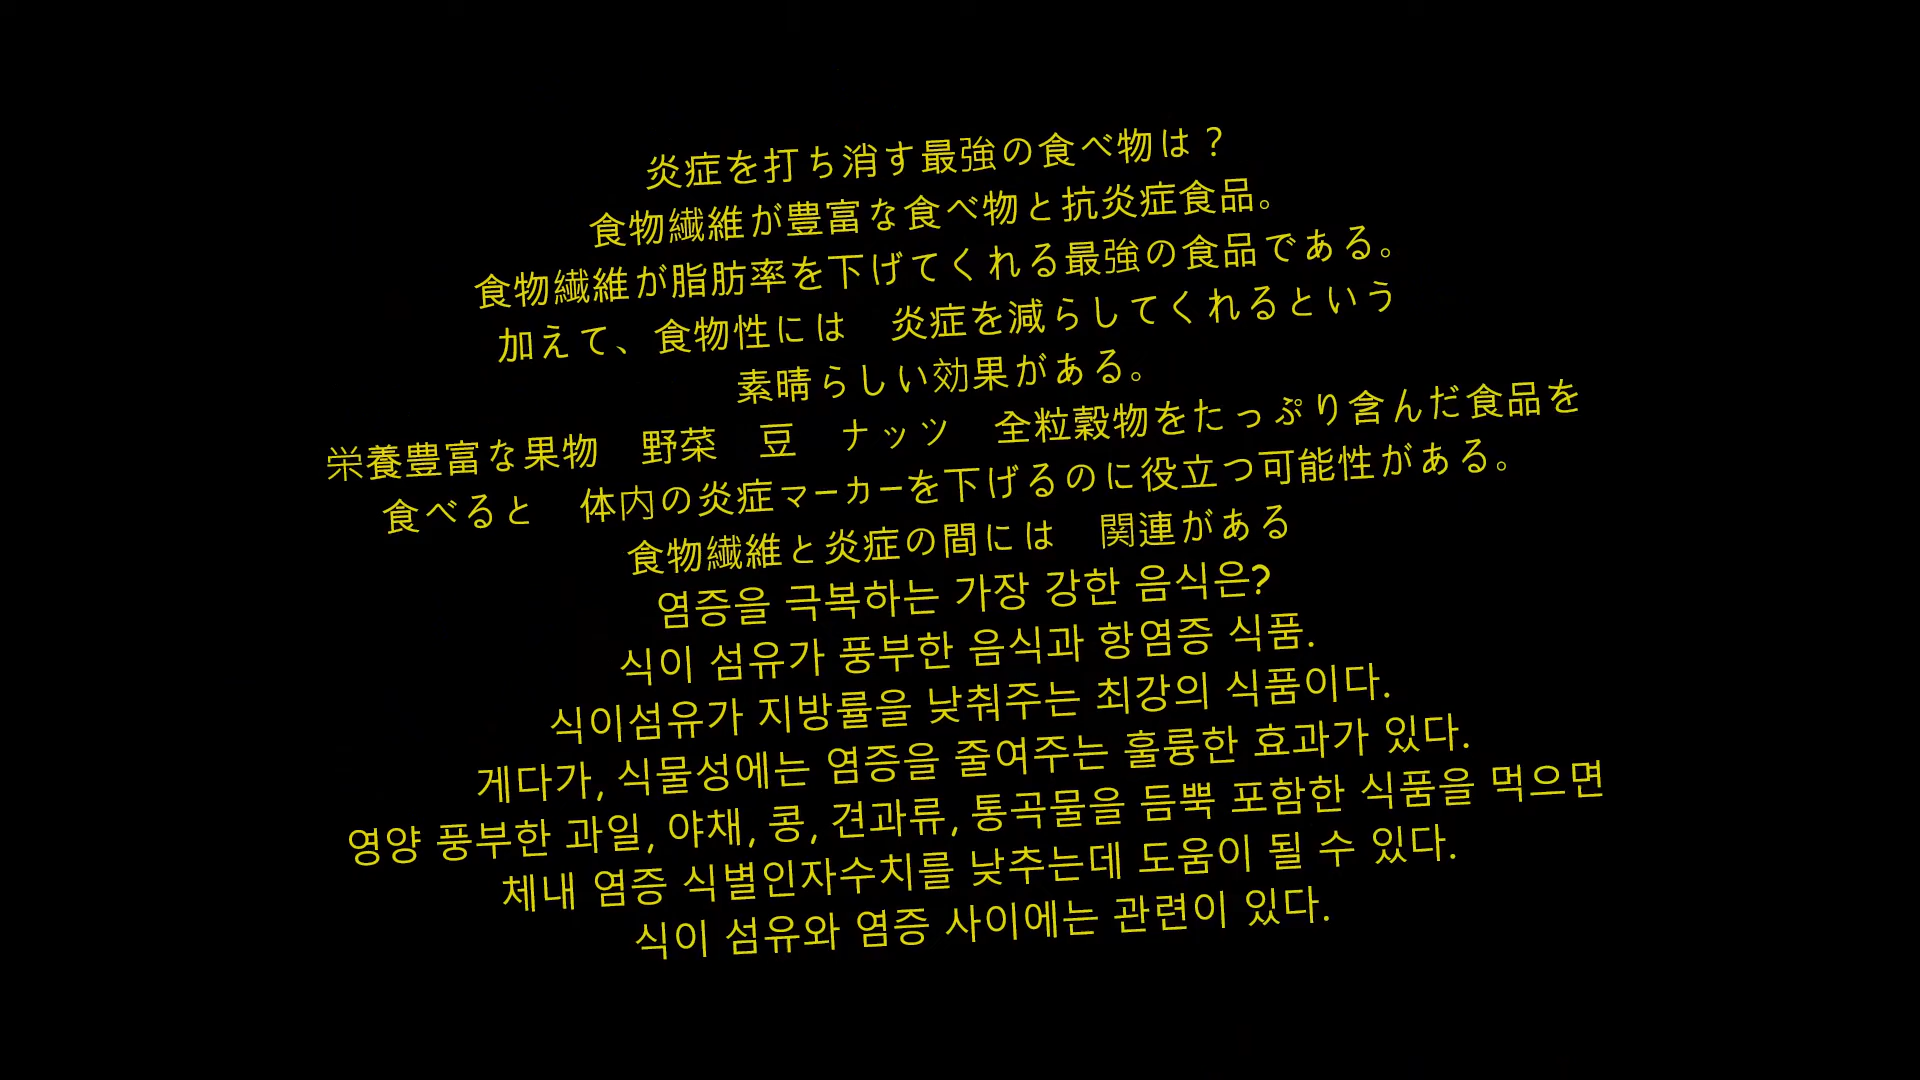 炎症を打ち消す最強の食べ物は？
食物繊維が豊富な食べ物と抗炎症食品。
食物繊維が脂肪率を下げてくれる最強の食品である。
加えて、食物性には　炎症を減らしてくれるという
素晴らしい効果がある。
栄養豊富な果物　野菜　豆　ナッツ　全粒穀物をたっぷり含んだ食品を
食べると　体内の炎症マーカーを下げるのに役立つ可能性がある。
食物繊維と炎症の間には　関連がある
염증을 극복하는 가장 강한 음식은?
식이 섬유가 풍부한 음식과 항염증 식품.
식이섬유가 지방률을 낮춰주는 최강의 식품이다.
게다가, 식물성에는 염증을 줄여주는 훌륭한 효과가 있다.
영양 풍부한 과일, 야채, 콩, 견과류, 통곡물을 듬뿍 포함한 식품을 먹으면
체내 염증 식별인자수치를 낮추는데 도움이 될 수 있다.
식이 섬유와 염증 사이에는 관련이 있다.